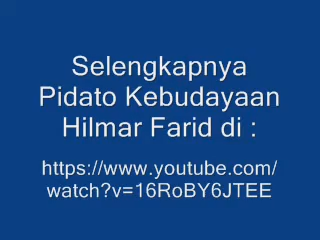 Selengkapnya
Pidato Kebudayaan
Hilmar Farid di :
https://www.youtube.com/
watch?v=16RoBY6JTEE